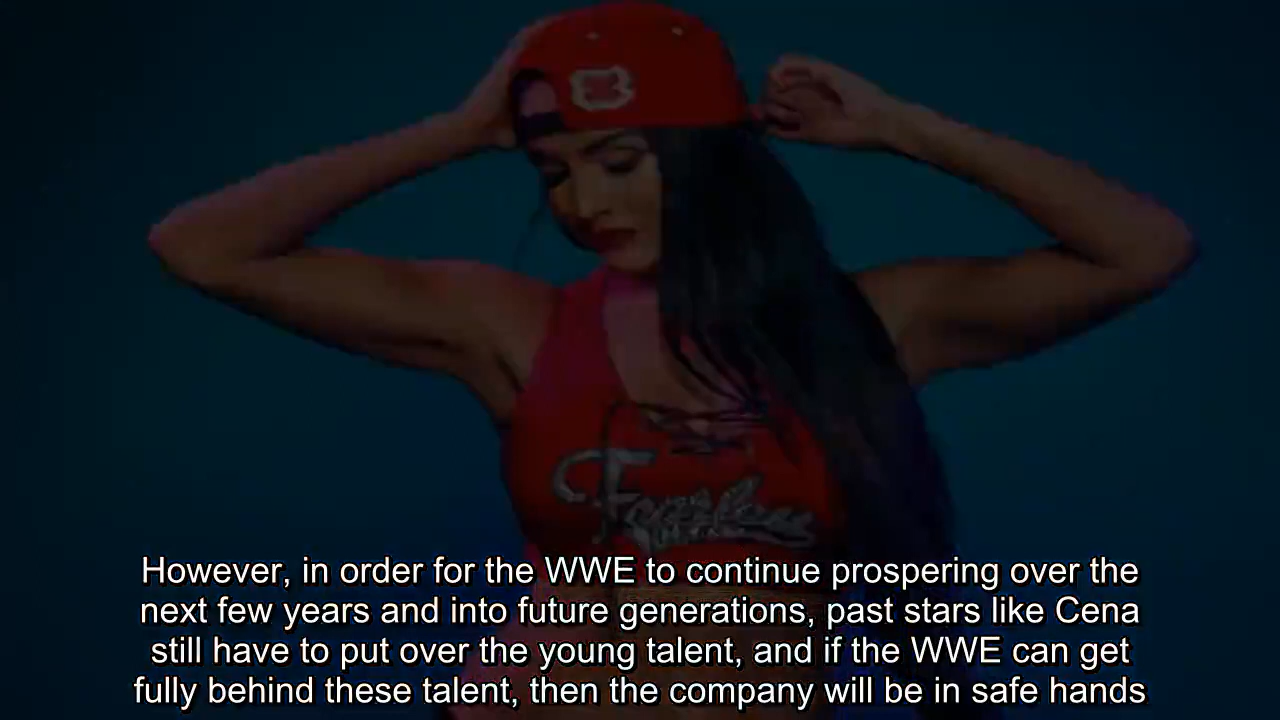 Fearless
However, in order for the WWE to continue prospering over the
next few years and into future generations, past stars like Cena
still have to put over the young talent, and if the WWE can get
fully behind these talent, then the company will be in safe hands